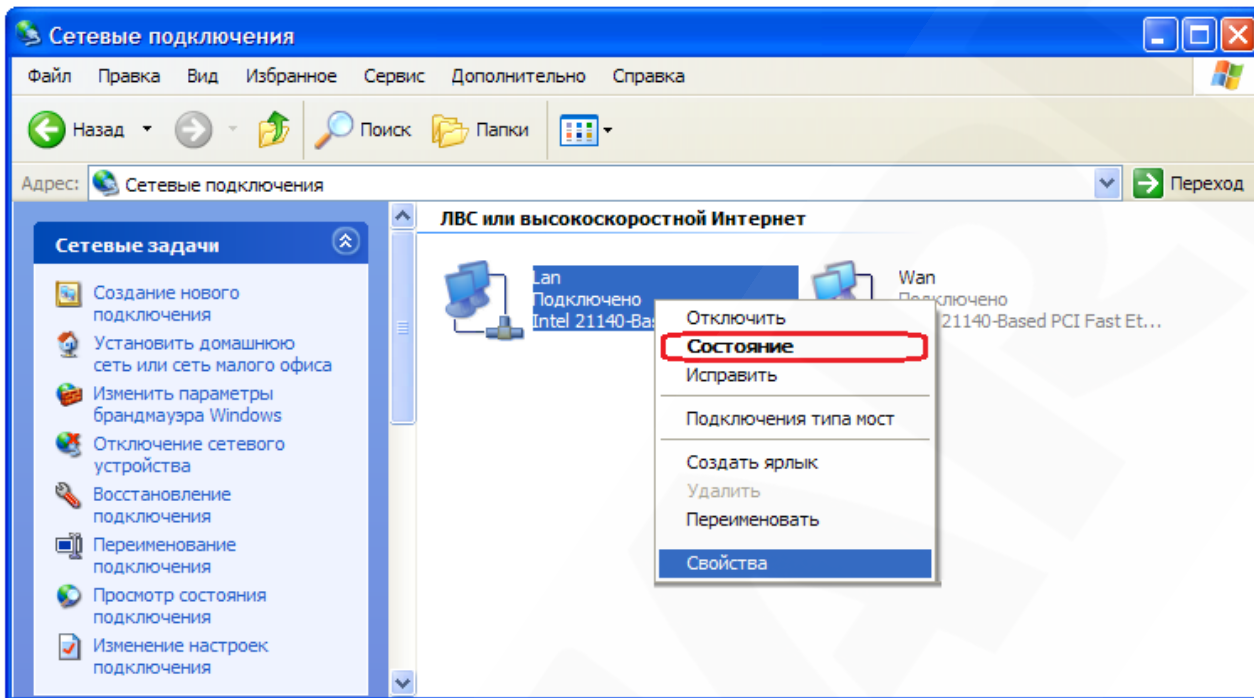 Сетевые подключения
Файл Правка Вид Избранное Сервис Дополнительно Справка
Назад Поиск Папки
Адрес: Сетевые подключения Переход
Сетевые задачи
Создание нового
подключения
Установить домашнюю
сеть или сеть малого офиса
Изменить параметры
брандмауэра Windows
Отключение сетевого
устройства
Восстановление
подключения
Переименование
подключения
Просмотр состояния
подключения
Изменение настроек
подключения
ЛВС или высокоскоростной Интернет
Lan
Подключено
Intel 21140-Ba
Wan
Подключено
21140-Based PCI Fast Et...
Отключить
Состояние
Исправить
Подключения типа мост
Создать ярлык
Удалить
Переименовать
Свойства